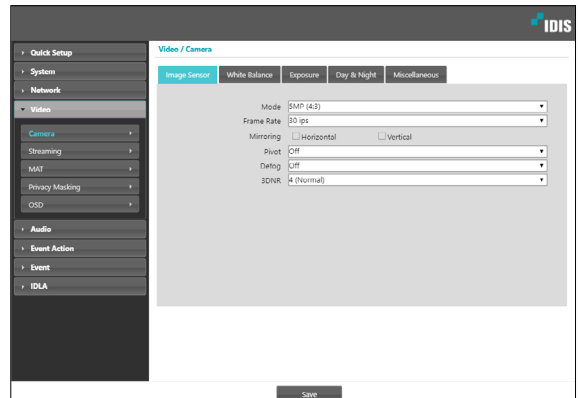 IDIS
Quick Setup
System
Network
Video
Camera
Streaming
MAT
Privacy Masking
OSD
Audio
Event Action
Event
IDLA
Video / Camera
Image Sensor White Balance Exposure Day & Night Miscellaneous
Mode 5MP (4:3)
Frame Rate 30 ips
Mirroring Horizontal Vertical
Pivot Off
Defog Off
3DNR 4 (Normal)
Save